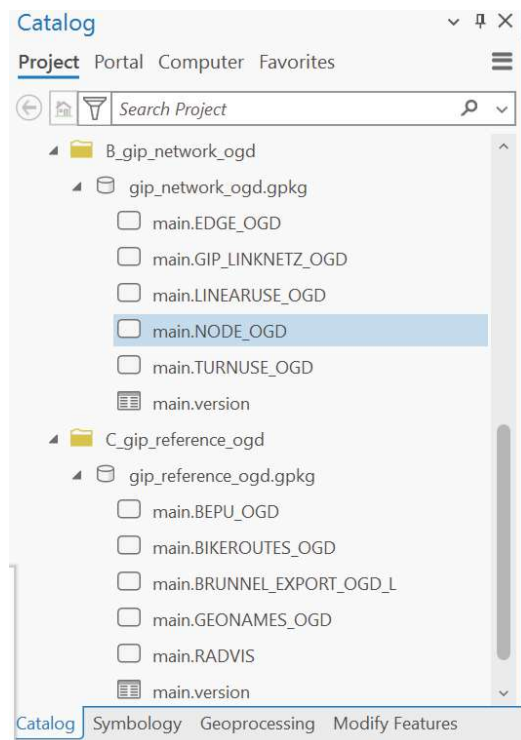 Catalog
Project Portal Computer Favorites
Search Project
B_gip_network_ogd
gip_network_ogd.gpkg
main.EDGE_OGD
main.GIP_LINKNETZ_OGD
main.LINEARUSE_OGD
main.NODE_OGD
main.TURNUSE_OGD
main.version
C_gip_reference_ogd
gip_reference_ogd.gpkg
main.BEPU_OGD
main.BIKEROUTES_OGD
main.BRUNNEL_EXPORT_OGD_L
main.GEONAMES_OGD
main.RADVIS
main.version
Catalog Symbology Geoprocessing Modify Features